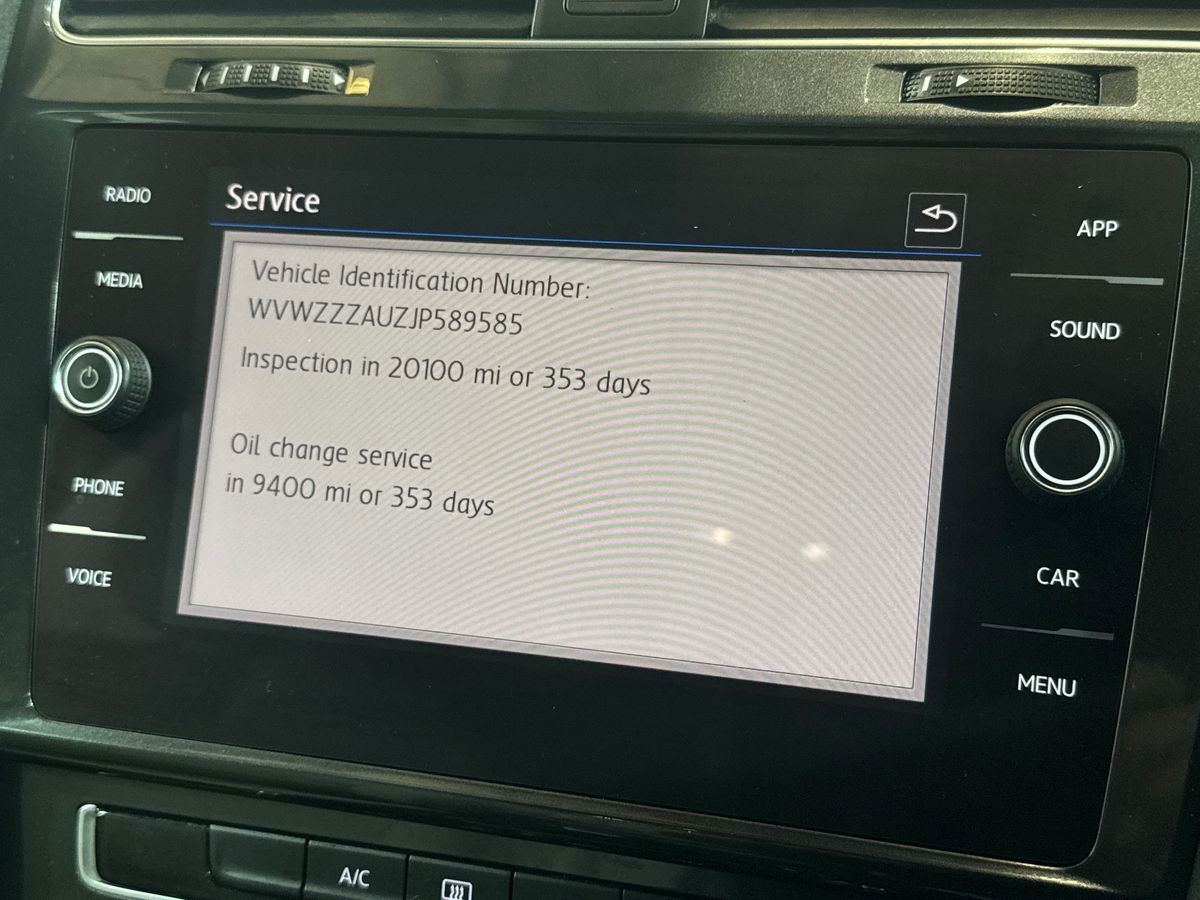 RADIO
MEDIA
PHONE
VOICE
Service
Vehicle Identification Number:
WVWZZZAUZJP589585
Inspection in 20100 mi or 353 days
Oil change service
in 9400 mi or 353 days
APP
SOUND
CAR
MENU
A/C